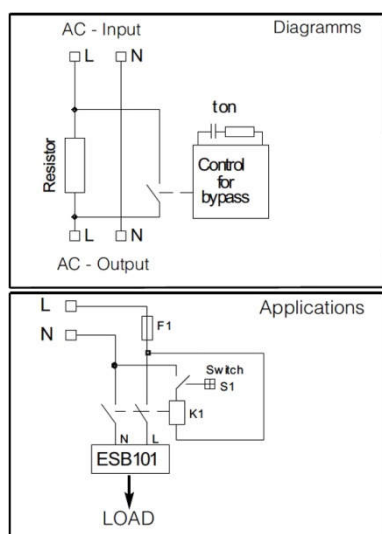 AC - Input
Diagramms
L
N
ton
Resistor
Control
for
bypass
L
N
AC - Output
L
Applications
F1
N
Switch
S1
K1
N
L
ESB101
LOAD